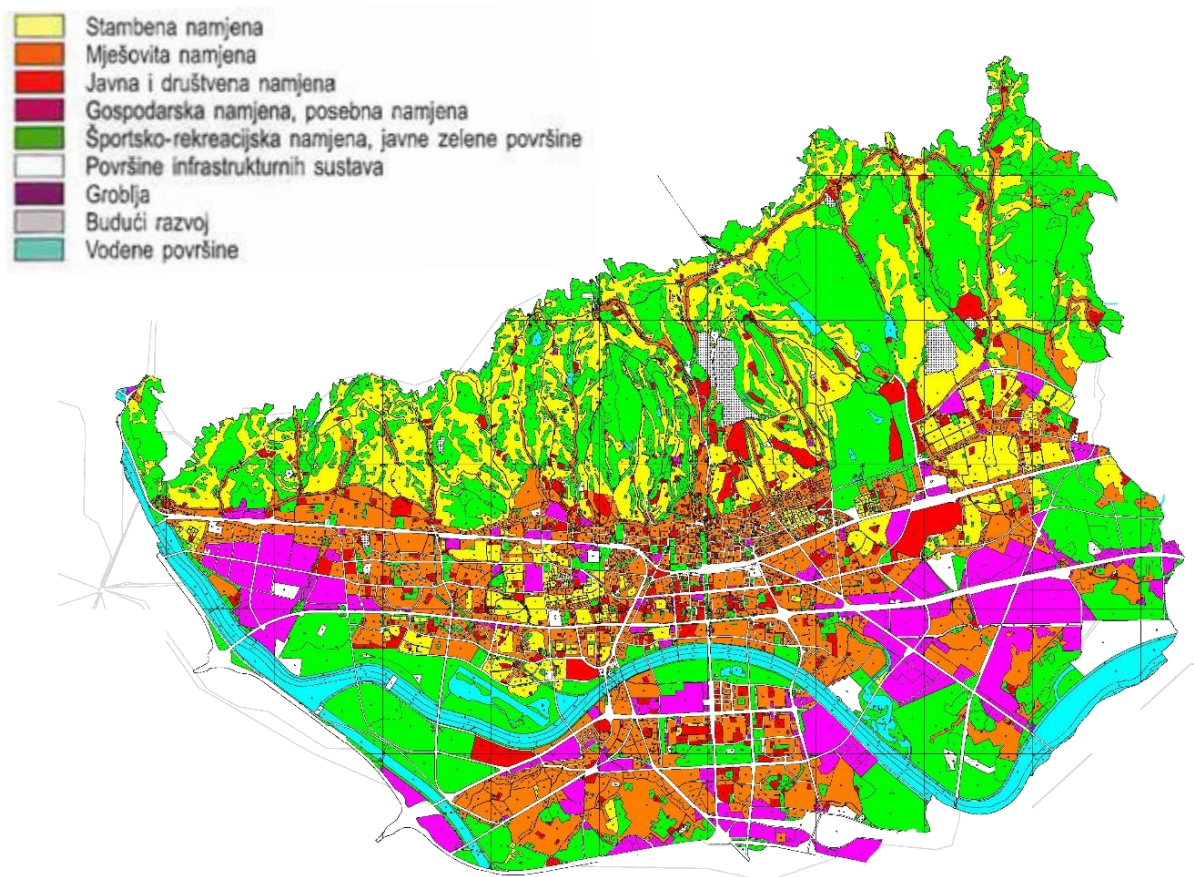 Stambena namjena
Mješovita namjena
Javna i društvena namjena
Gospodarska namjena, posebna namjena
Športsko-rekreacijska namjena, javne zelene površine
Površine infrastrukturnih sustava
Groblja
Budući razvoj
Vodene površine